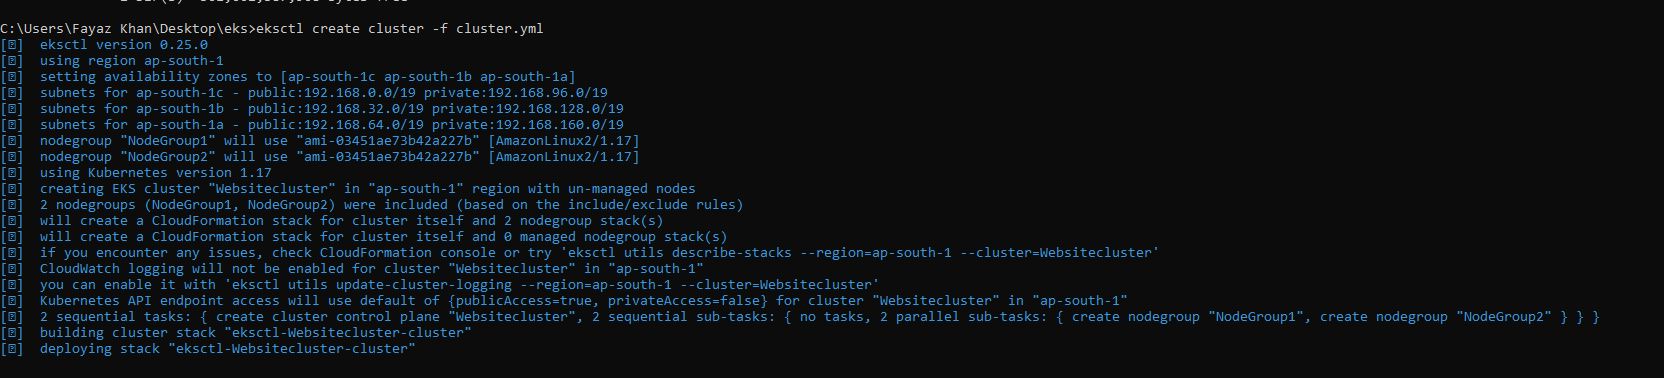 C:\Users\Fayaz Khan\Desktop\eks>eksctl create cluster -f cluster.yml
[ℹ]  eksctl version 0.25.0
[ℹ]  using region ap-south-1
[ℹ]  setting availability zones to [ap-south-1c ap-south-1b ap-south-1a]
[ℹ]  subnets for ap-south-1c - public:192.168.0.0/19 private:192.168.96.0/19
[ℹ]  subnets for ap-south-1b - public:192.168.32.0/19 private:192.168.128.0/19
[ℹ]  subnets for ap-south-1a - public:192.168.64.0/19 private:192.168.160.0/19
[ℹ]  nodegroup "NodeGroup1" will use "ami-03451ae73b42a227b" [AmazonLinux2/1.17]
[ℹ]  nodegroup "NodeGroup2" will use "ami-03451ae73b42a227b" [AmazonLinux2/1.17]
[ℹ]  using Kubernetes version 1.17
[ℹ]  creating EKS cluster "Websitecluster" in "ap-south-1" region with un-managed nodes
[ℹ]  2 nodegroups (NodeGroup1, NodeGroup2) were included (based on the include/exclude rules)
[ℹ]  will create a CloudFormation stack for cluster itself and 2 nodegroup stack(s)
[ℹ]  will create a CloudFormation stack for cluster itself and 0 managed nodegroup stack(s)
[ℹ]  if you encounter any issues, check CloudFormation console or try 'eksctl utils describe-stacks --region=ap-south-1 --cluster=Websitecluster'
[ℹ]  CloudWatch logging will not be enabled for cluster "Websitecluster" in "ap-south-1"
[ℹ]  you can enable it with 'eksctl utils update-cluster-logging --region=ap-south-1 --cluster=Websitecluster'
[ℹ]  Kubernetes API endpoint access will use default of {publicAccess=true, privateAccess=false} for cluster "Websitecluster" in "ap-south-1"
[ℹ]  2 sequential tasks: { create cluster control plane "Websitecluster", 2 sequential sub-tasks: { no tasks, 2 parallel sub-tasks: { create nodegroup "NodeGroup1", create nodegroup "NodeGroup2" } } }
[ℹ]  building cluster stack "eksctl-Websitecluster-cluster"
[ℹ]  deploying stack "eksctl-Websitecluster-cluster"